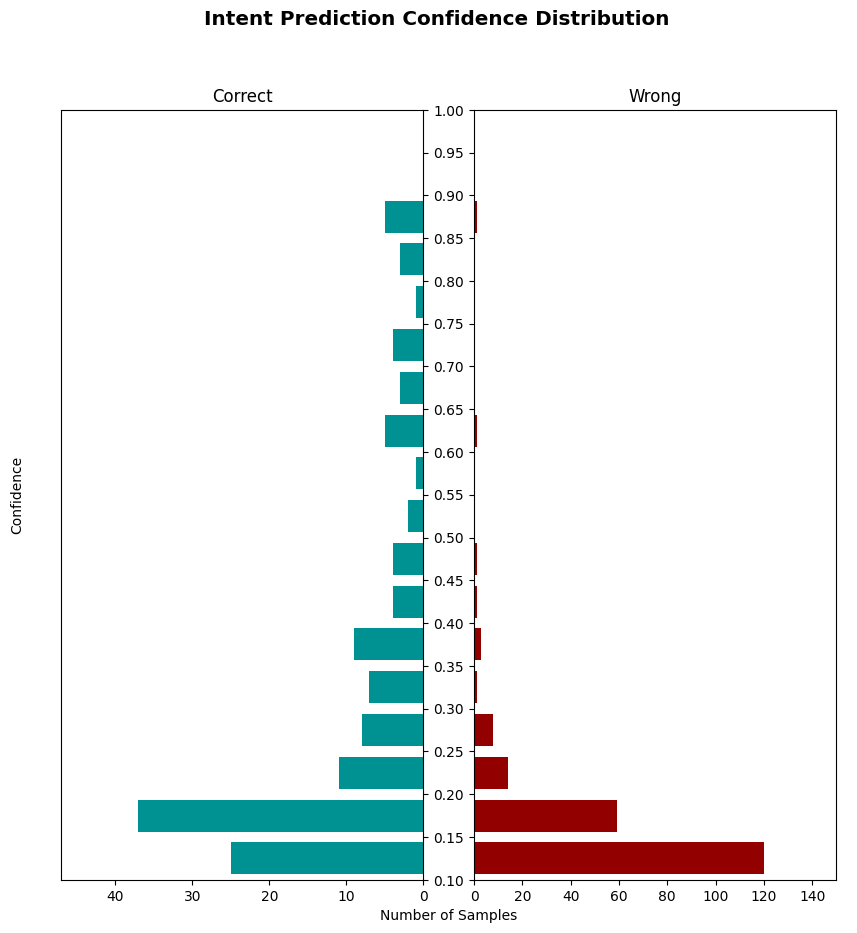 Intent Prediction Confidence Distribution
Correct
Wrong
1.00
0.95
0.90
0.85
0.80
0.75
0.70
0.65
0.60
0.55
0.50
0.45
0.40
0.35
0.30
0.25
0.20
0.15
0.10
Confidence
40 30 20 10 0
0 20 40 60 80 100 120 140
Number of Samples